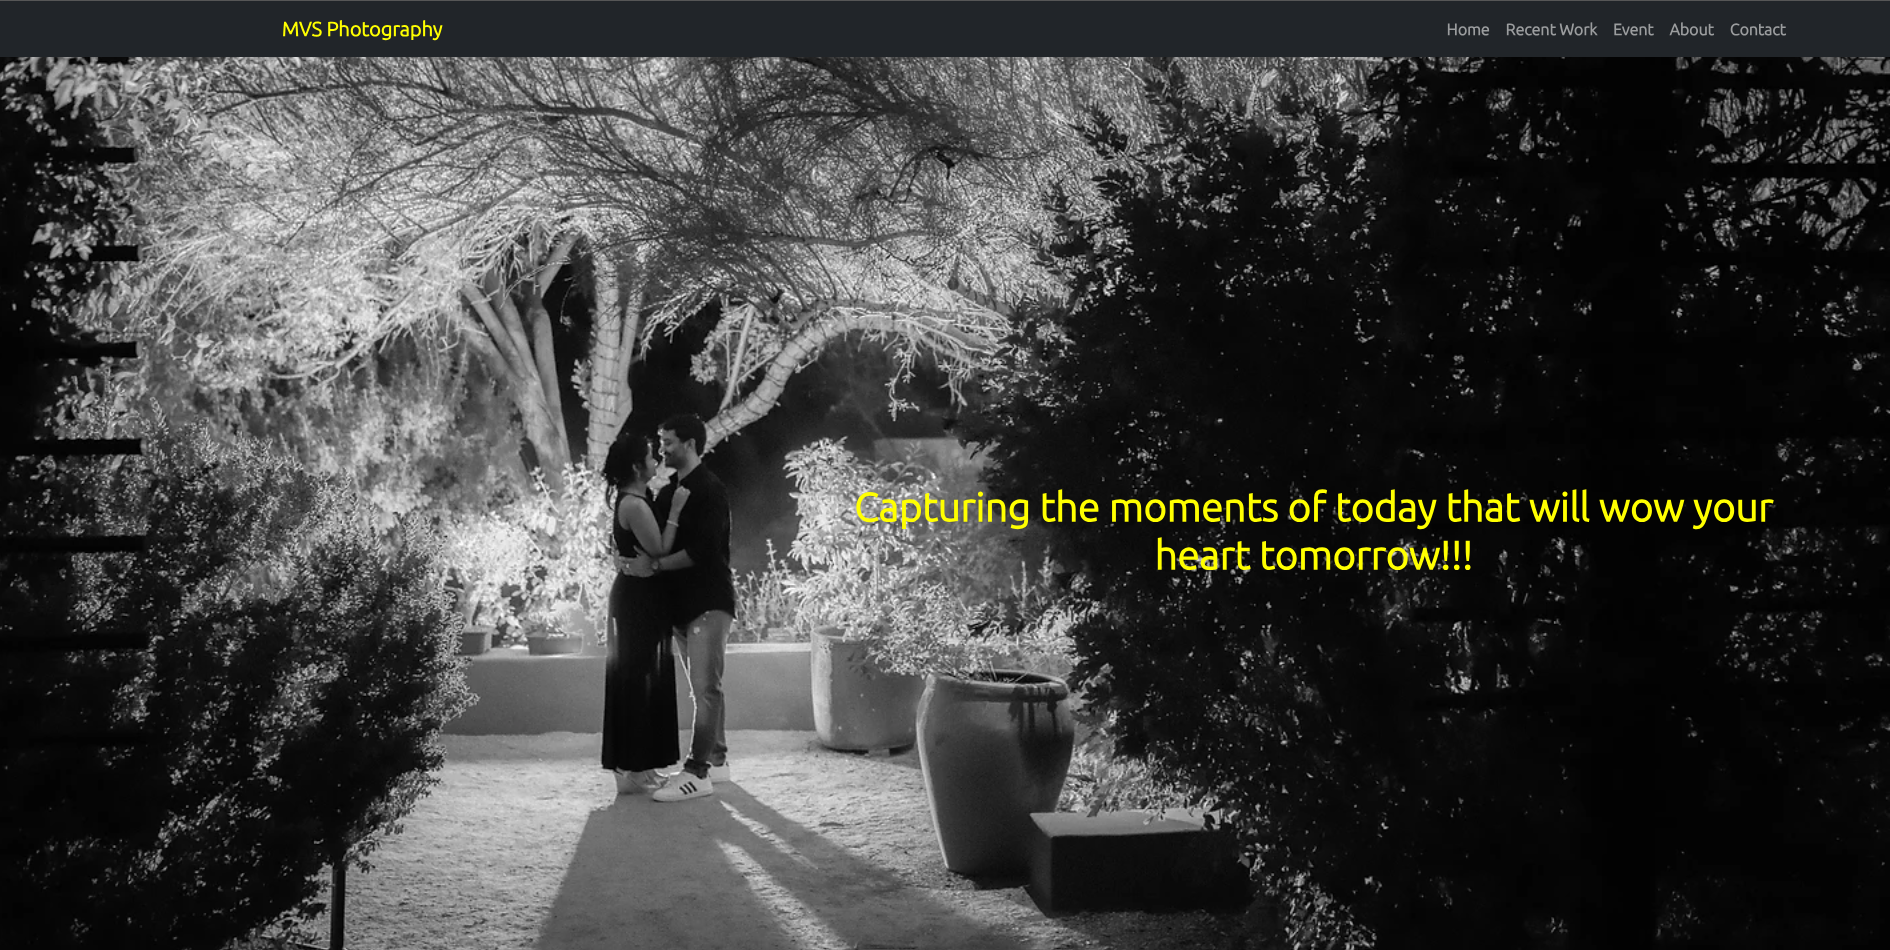 MVS Photography
Home Recent Work Event About Contact
Capturing the moments of today that will wow your
heart tomorrow!!!